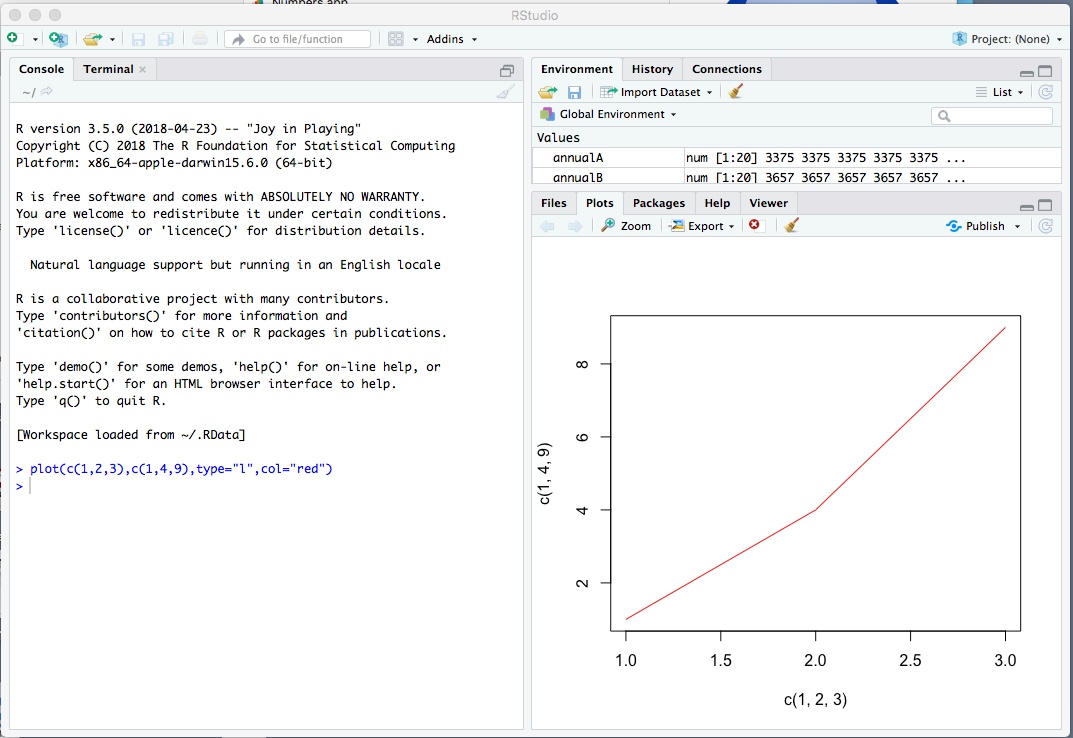 Numbers app
RStudio
Go to file/function
Addins
Project: (None)
Console
Terminal
~/
R version 3.5.0 (2018-04-23) -- "Joy in Playing"
Copyright (C) 2018 The R Foundation for Statistical Computing
Platform: x86_64-apple-darwin15.6.0 (64-bit)
R is free software and comes with ABSOLUTELY NO WARRANTY.
You are welcome to redistribute it under certain conditions.
Type 'license()' or 'licence()' for distribution details.
Natural language support but running in an English locale
R is a collaborative project with many contributors.
Type 'contributors()' for more information and
'citation()' on how to cite R or R packages in publications.
Type 'demo()' for some demos, 'help()' for on-line help, or
'help.start()' for an HTML browser interface to help.
Type 'q()' to quit R.
[Workspace loaded from ~/.RData]
> plot(c(1,2,3),c(1,4,9),type="l",col="red")
>
Environment
History
Connections
Import Dataset
List
Global Environment
Values
annualA num [1:20] 3375 3375 3375 3375 3375 ...
annualB num [1:20] 3657 3657 3657 3657 3657 ...
Files
Plots
Packages
Help
Viewer
Zoom
Export
Publish
8
6
4
2
c(1, 4, 9)
1.0 1.5 2.0 2.5 3.0
c(1, 2, 3)